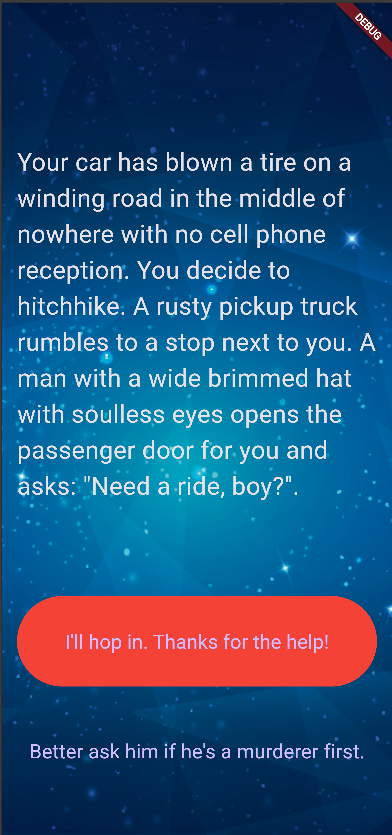 DEBUG
Your car has blown a tire on a
winding road in the middle of
nowhere with no cell phone
reception. You decide to
hitchhike. A rusty pickup truck
rumbles to a stop next to you. A
man with a wide brimmed hat
with soulless eyes opens the
passenger door for you and
asks: "Need a ride, boy?".
I'll hop in. Thanks for the help!
Better ask him if he's a murderer first.